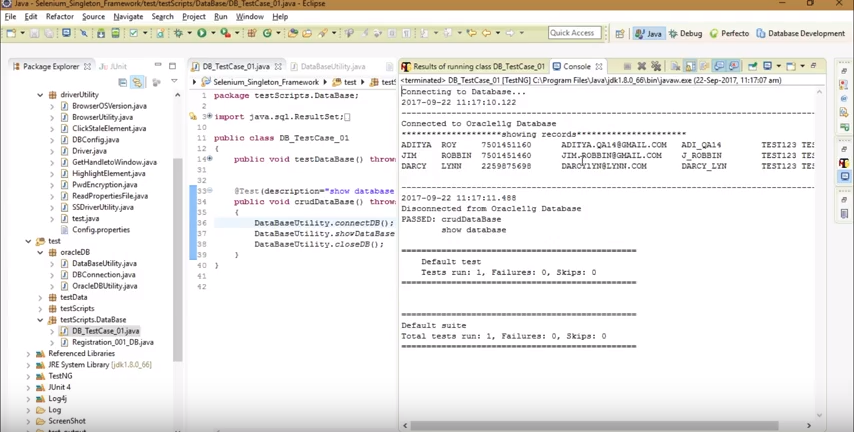 Java - Selenium_Singleton_Framework/test/testScripts/DataBase/DB_TestCase_01.java - Eclipse
File Edit Refactor Source Navigate Search Project Run Window Help
Quick Access
Java Debug Perfecto Database Development
Package Explorer JUnit
driverUtility
BrowserOSVersion.java
BrowserUtility.java
ClickStaleElement.java
DBConfig.java
Driver.java
GetHandletoWindow.java
HighlightElement.java
PwdEncryption.java
ReadPropertiesFile.java
SSDriverUtility.java
test.java
Config.properties
test
oracleDB
DataBaseUtility.java
DBConnection.java
OracleDBUtility.java
testData
testScripts
testScripts.DataBase
DB_TestCase_01.java
Registration_001_DB.java
Referenced Libraries
JRE System Library [jdk1.8.0_66]
TestNG
JUnit 4
Log4j
Log
ScreenShot
test_output
DB_TestCase_01.java DataBaseUtility.java
Selenium_Singleton_Framework test
1 package testScripts.DataBase;
2
3 import java.sql.ResultSet;
10
11 public class DB_TestCase_01
12 {
14 public void testDataBase() throws
32
33 @Test(description="show database
34 public void crudDataBase() throws
35 {
36 DataBaseUtility.connectDB();
37 DataBaseUtility.showDataBase
38 DataBaseUtility.closeDB();
39 }
40 }
41
42
Results of running class DB_TestCase_01 Console
<terminated> DB_TestCase_01 [TestNG] C:\Program Files\Java\jdk1.8.0_66\bin\javaw.exe (22-Sep-2017, 11:17:07 am)
Connecting to Database...
2017-09-22 11:17:10.122
--------------------------------------------------
Connected to Oracle11g Database
********************showing records***********************
ADITYA ROY 7501451160 ADITYA.QA14@GMAIL.COM ADI_QA14 TEST123 TES
JIM ROBBIN 7501451460 JIM.ROBBIN@GMAIL.COM J_ROBBIN TEST123 TES
DARCY LYNN 2259875698 DARCYLYN@LYNN.COM DARCY_LYN TEST123 TES
--------------------------------------------------
2017-09-22 11:17:11.488
Disconnected from Oracle11g Database
PASSED: crudDataBase
show database
===============================================
Default test
Tests run: 1, Failures: 0, Skips: 0
===============================================
===============================================
Default suite
Total tests run: 1, Failures: 0, Skips: 0
===============================================